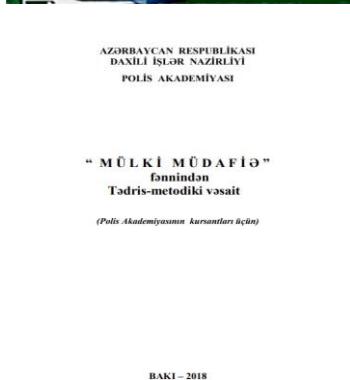 AZƏRBAYCAN RESPUBLİKASI
DAXİLİ İŞLƏR NAZİRLİYİ
POLİS AKADEMİYASI
“ MÜLKİ MÜDAFİƏ ”
fənnindən
Tədris-metodiki vəsait
(Polis Akademiyasının kursantları üçün)
BAKI – 2018